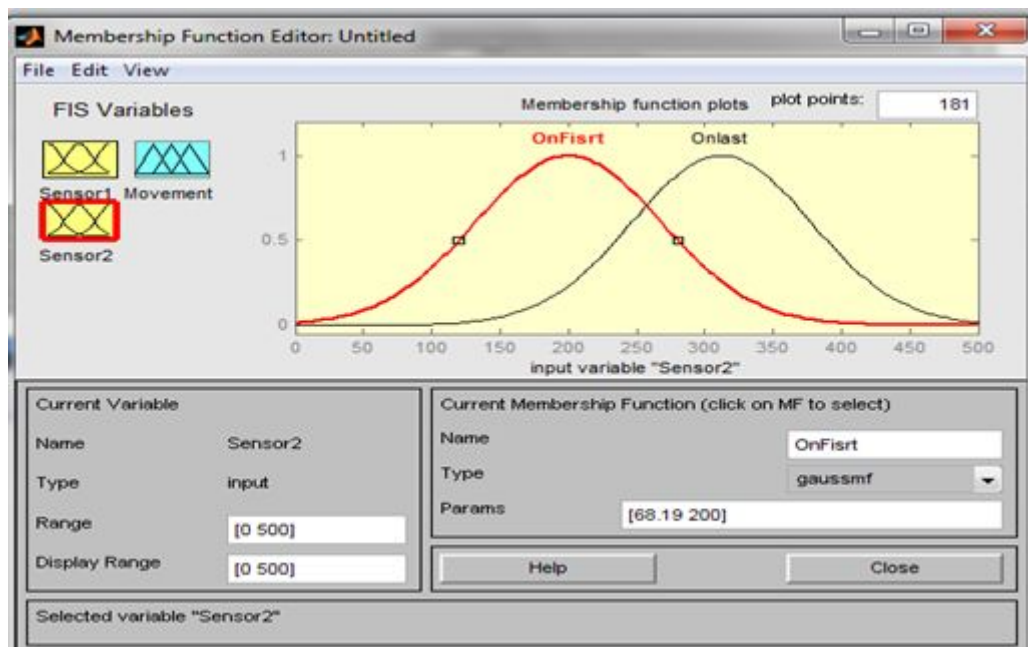 Membership Function Editor: Untitled
File Edit View
FIS Variables
Sensor1 Movement
Sensor2
Membership function plots plot points: 181
OnFisrt Onlast
1
0.5
0
0 50 100 150 200 250 300 350 400 450 500
input variable "Sensor2"
Current Variable
Name Sensor2
Type input
Range [0 500]
Display Range [0 500]
Current Membership Function (click on MF to select)
Name OnFisrt
Type gaussmf
Params [68.19 200]
Help Close
Selected variable "Sensor2"